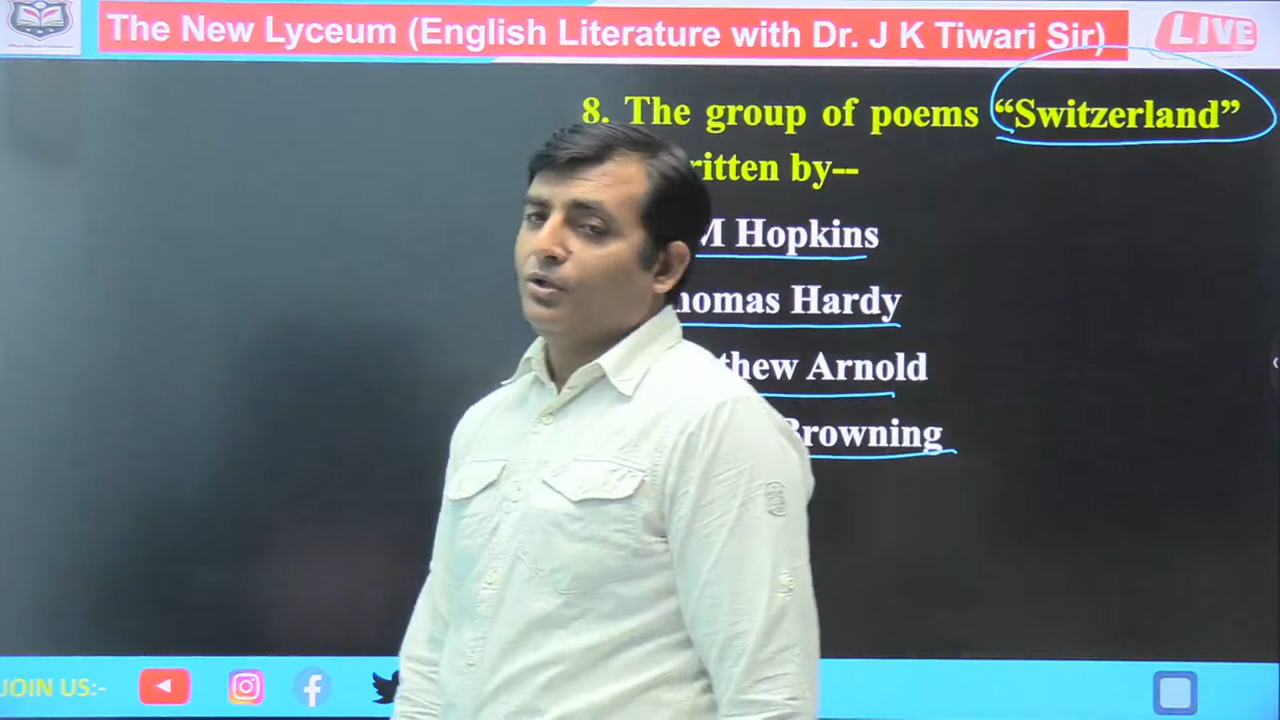 The New Lyceum (English Literature with Dr. J K Tiwari Sir)
LIVE
8. The group of poems “Switzerland”
ritten by--
M Hopkins
homas Hardy
thew Arnold
Browning
JOIN US:-